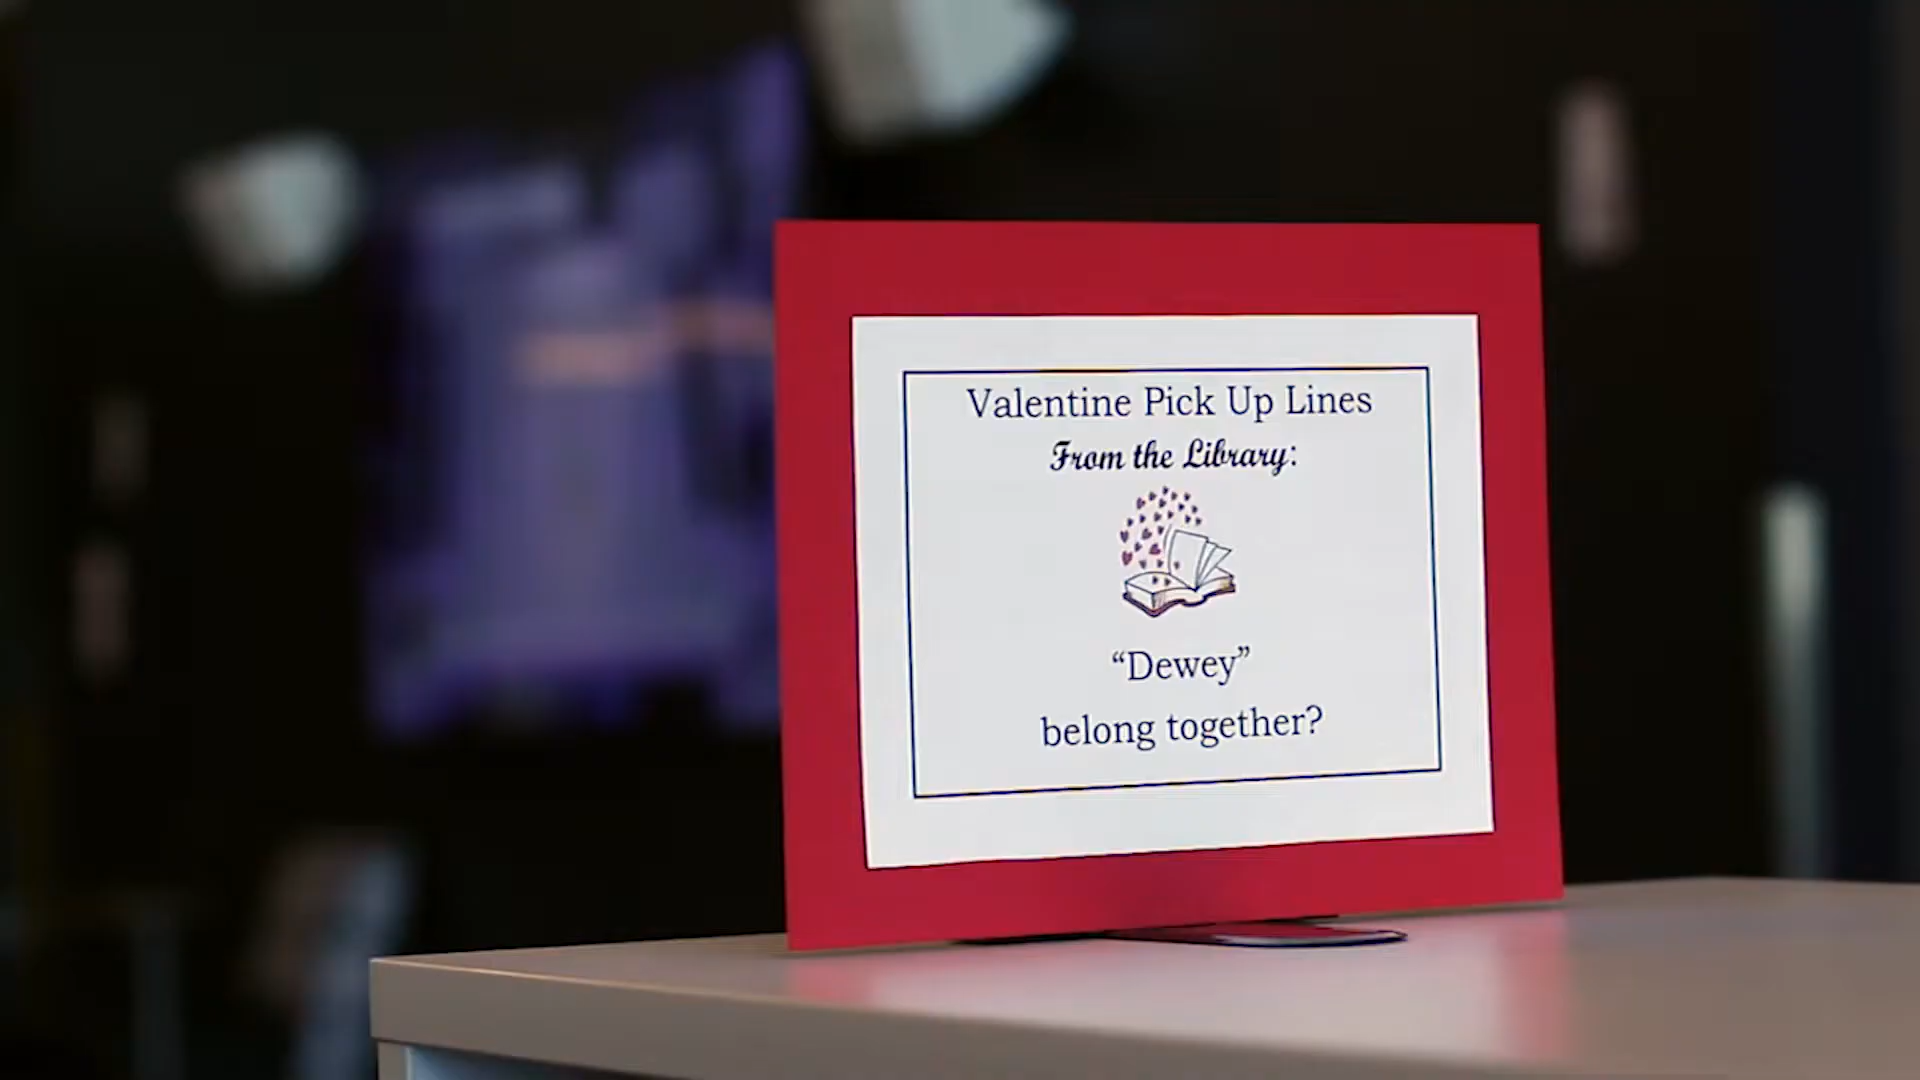 Valentine Pick Up Lines
From the Library:
“Dewey”
belong together?